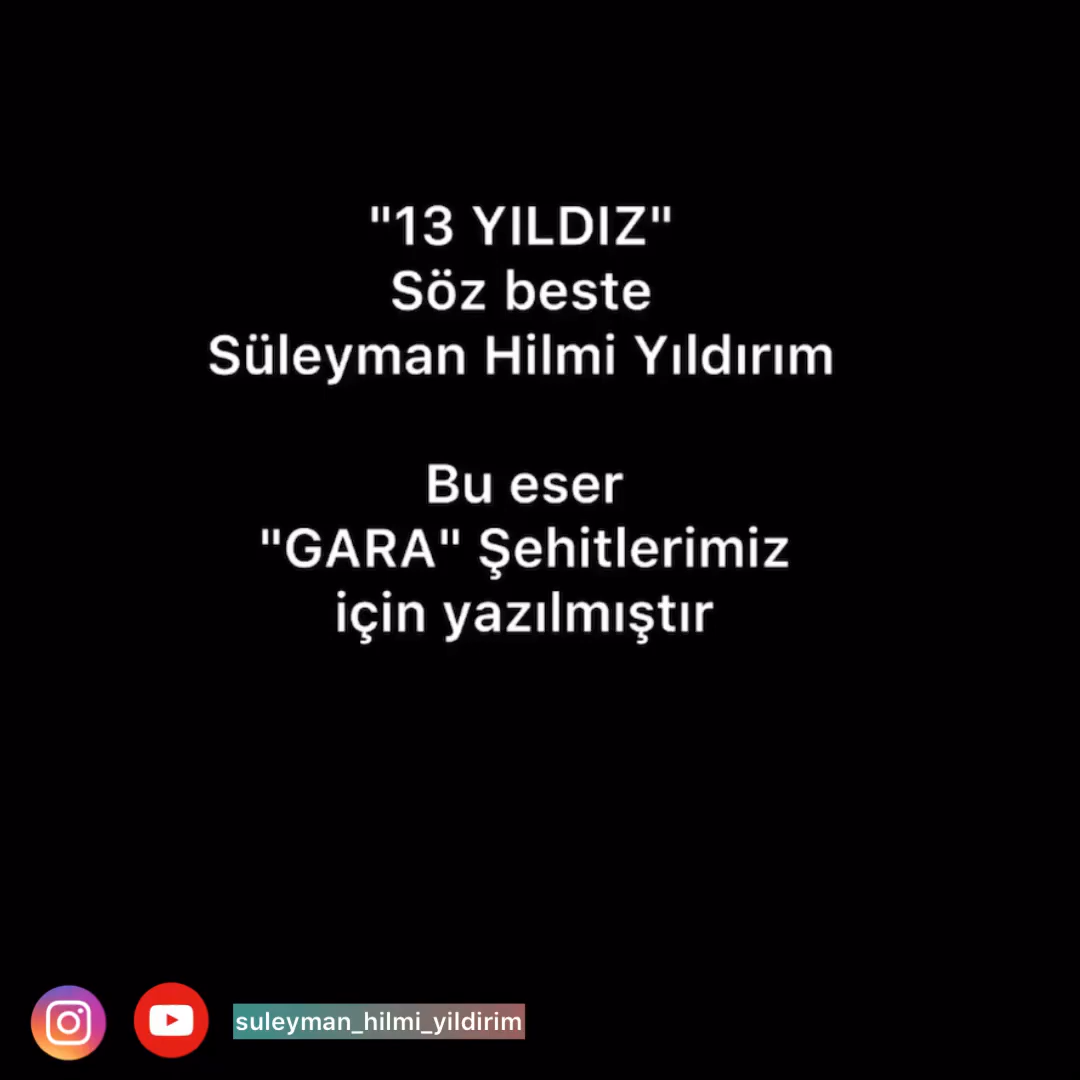 "13 YILDIZ"
Söz beste
Süleyman Hilmi Yıldırım
Bu eser
"GARA" Şehitlerimiz
için yazılmıştır
suleyman_hilmi_yildirim